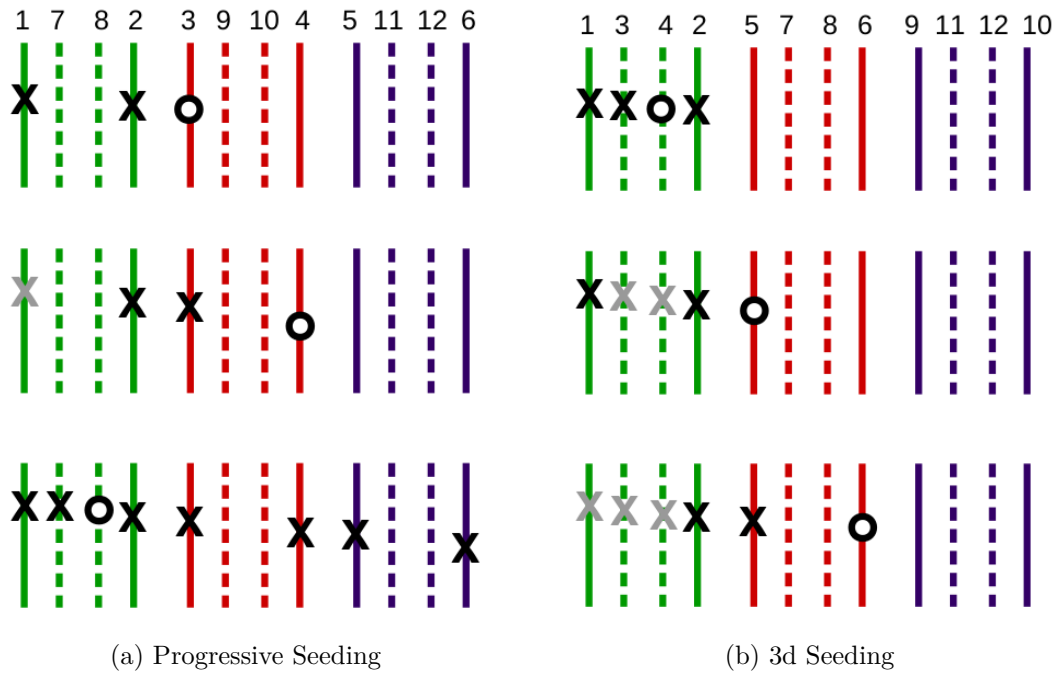 1 7 8 2 3 9 10 4 5 11 12 6
1 3 4 2 5 7 8 6 9 11 12 10
X X O
X X O X
X X O
X X X O
X X O X X X X X
X X X X X O
(a) Progressive Seeding
(b) 3d Seeding